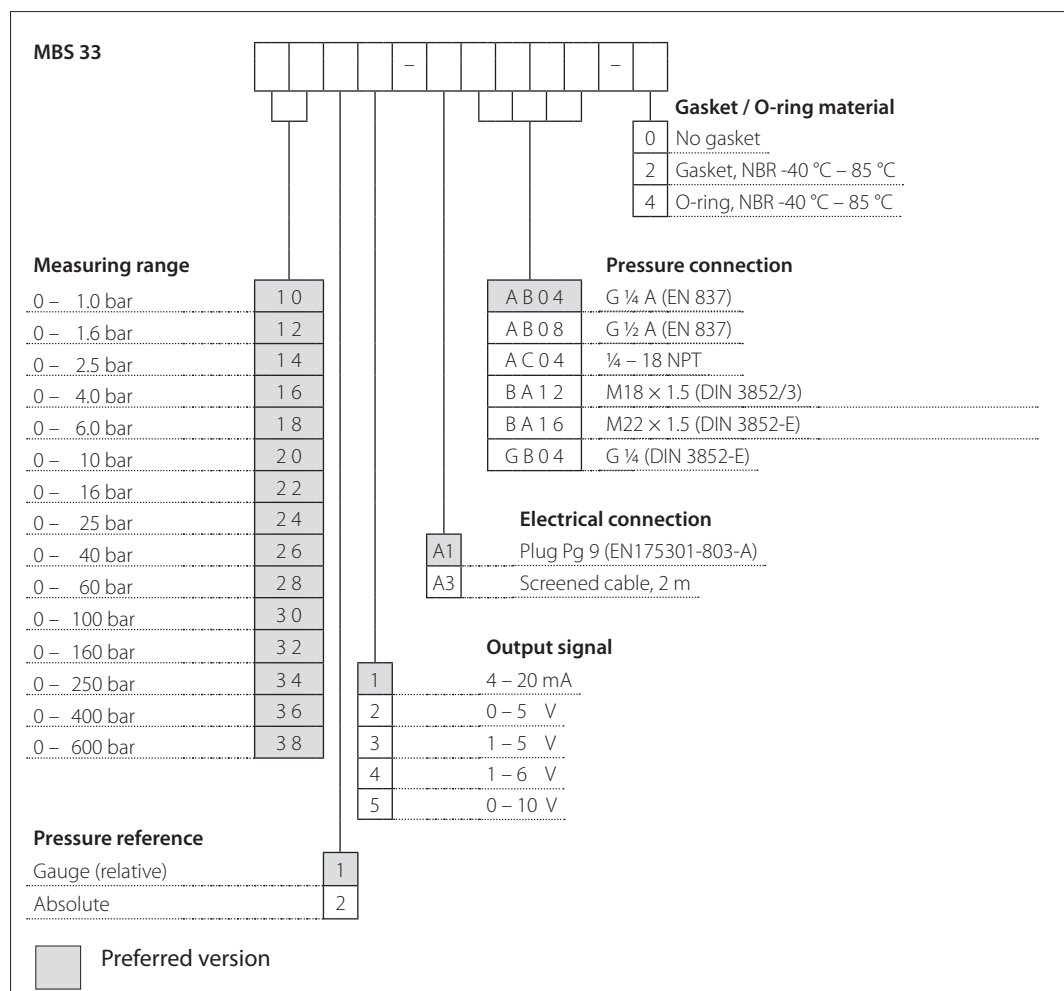 MBS 33
– –
Gasket / O-ring material
0 No gasket
2 Gasket, NBR -40 °C – 85 °C
4 O-ring, NBR -40 °C – 85 °C
Measuring range
0 – 1.0 bar 1 0
0 – 1.6 bar 1 2
0 – 2.5 bar 1 4
0 – 4.0 bar 1 6
0 – 6.0 bar 1 8
0 – 10 bar 2 0
0 – 16 bar 2 2
0 – 25 bar 2 4
0 – 40 bar 2 6
0 – 60 bar 2 8
0 – 100 bar 3 0
0 – 160 bar 3 2
0 – 250 bar 3 4
0 – 400 bar 3 6
0 – 600 bar 3 8
Pressure connection
A B 0 4 G ¼ A (EN 837)
A B 0 8 G ½ A (EN 837)
A C 0 4 ¼ – 18 NPT
B A 1 2 M18 × 1.5 (DIN 3852/3)
B A 1 6 M22 × 1.5 (DIN 3852-E)
G B 0 4 G ¼ (DIN 3852-E)
Electrical connection
A1 Plug Pg 9 (EN175301-803-A)
A3 Screened cable, 2 m
Output signal
1 4 – 20 mA
2 0 – 5 V
3 1 – 5 V
4 1 – 6 V
5 0 – 10 V
Pressure reference
Gauge (relative) 1
Absolute 2
Preferred version